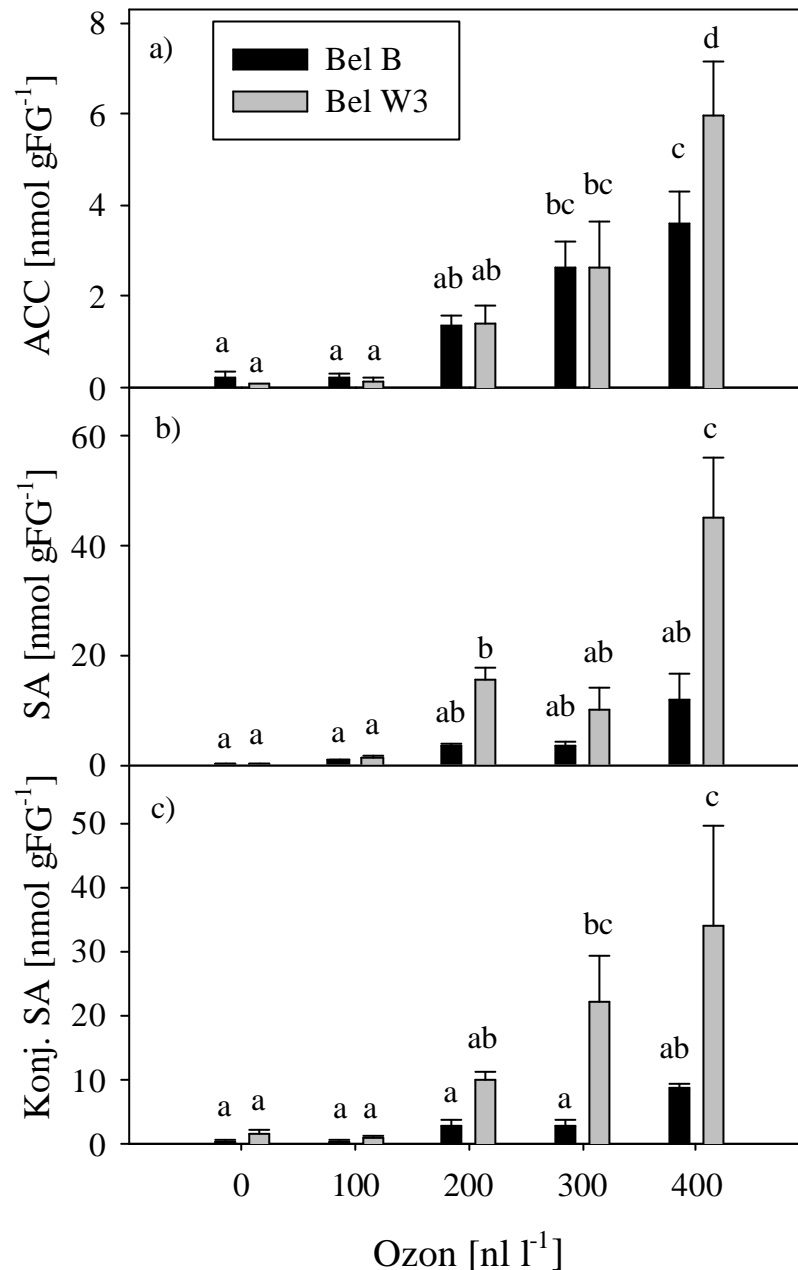 8
a)
Bel B
Bel W3
d
6
c
bc bc
4
ab ab
2
a a a a
0
ACC [nmol gFG⁻¹]
b)
60
c
40
20
b
ab
ab
ab
ab
a a a a
0
SA [nmol gFG⁻¹]
c)
50
c
40
30
bc
20
ab
ab
10
a a a a a a
0
Konj. SA [nmol gFG⁻¹]
0 100 200 300 400
Ozon [nl l⁻¹]